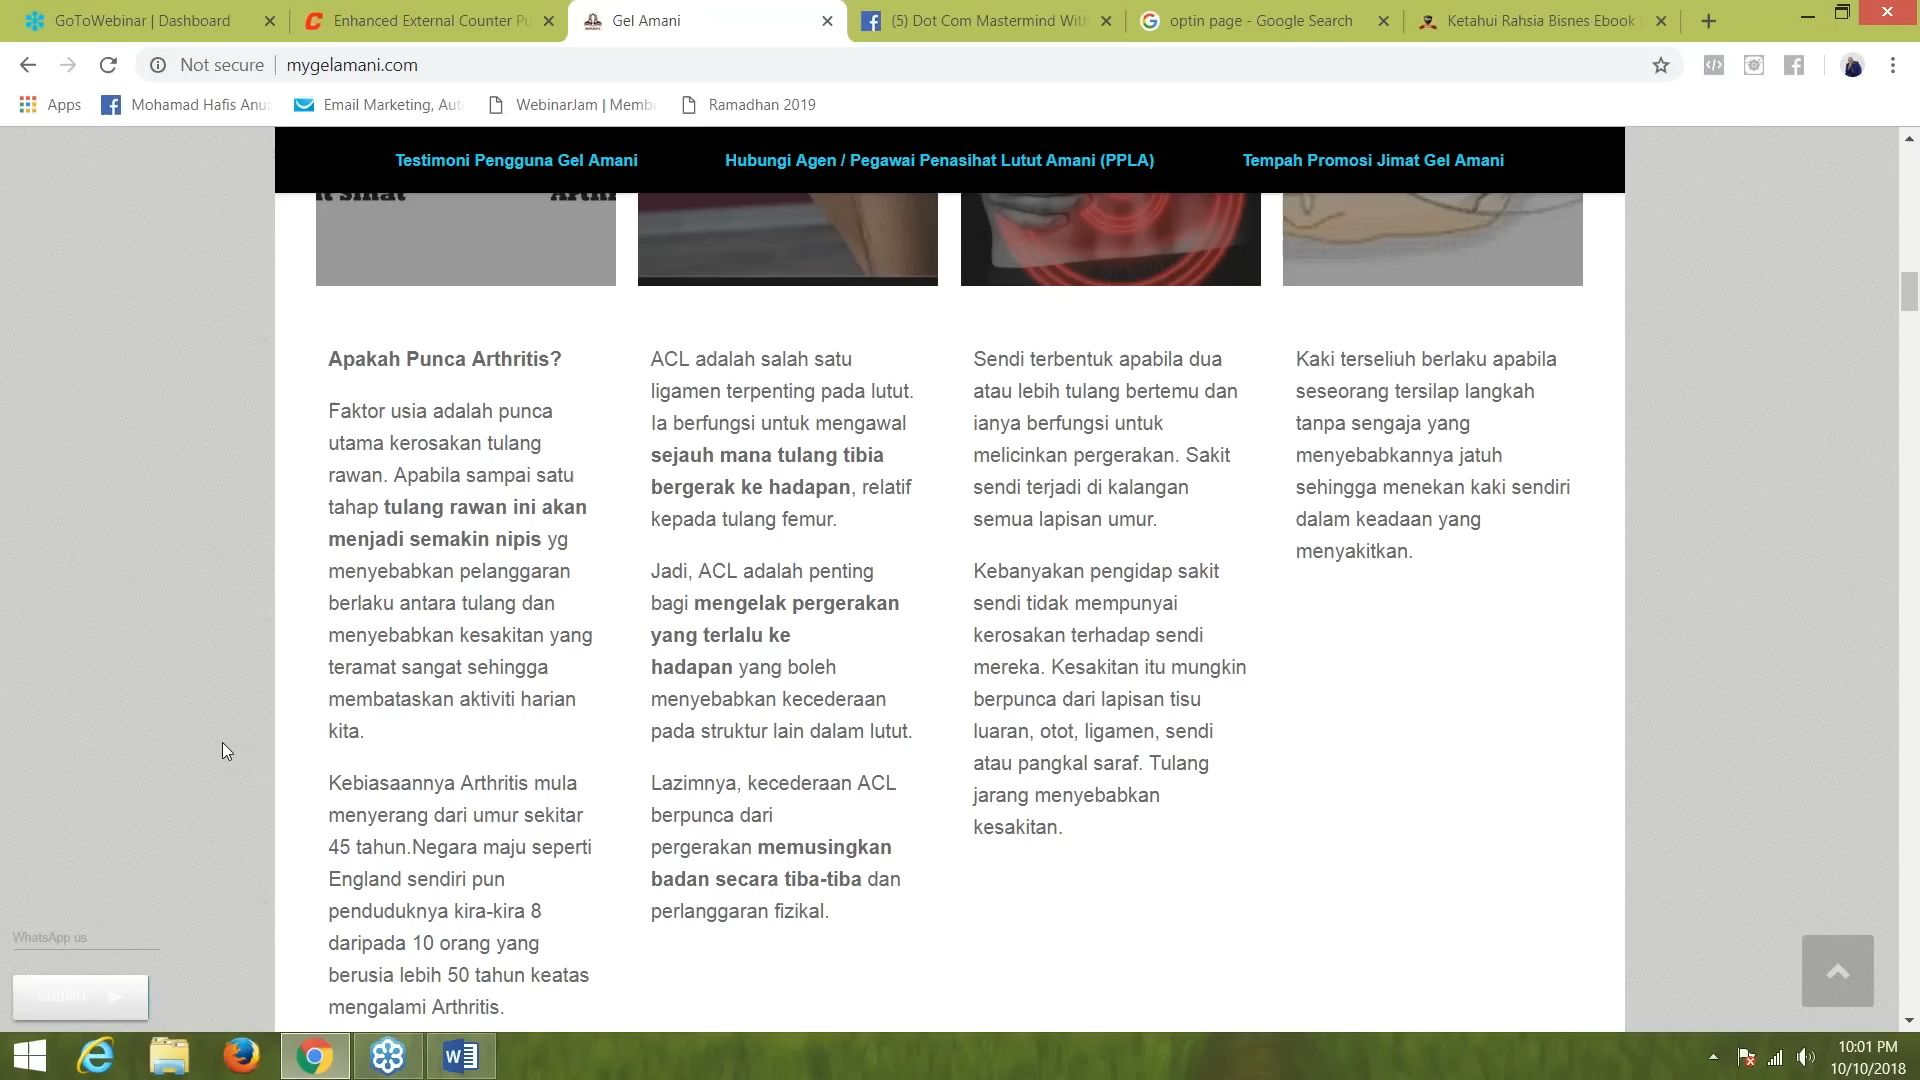 GoToWebinar | Dashboard
Enhanced External Counter Pu
Gel Amani
(5) Dot Com Mastermind With
optin page - Google Search
Ketahui Rahsia Bisnes Ebook
Not secure
mygelamani.com
Apps
Mohamad Hafis Anua
Email Marketing, Aut
WebinarJam | Membe
Ramadhan 2019
Testimoni Pengguna Gel Amani
Hubungi Agen / Pegawai Penasihat Lutut Amani (PPLA)
Tempah Promosi Jimat Gel Amani
Apakah Punca Arthritis?
Faktor usia adalah punca
utama kerosakan tulang
rawan. Apabila sampai satu
tahap tulang rawan ini akan
menjadi semakin nipis yg
menyebabkan pelanggaran
berlaku antara tulang dan
menyebabkan kesakitan yang
teramat sangat sehingga
membataskan aktiviti harian
kita.
Kebiasaannya Arthritis mula
menyerang dari umur sekitar
45 tahun.Negara maju seperti
England sendiri pun
penduduknya kira-kira 8
daripada 10 orang yang
berusia lebih 50 tahun keatas
mengalami Arthritis.
ACL adalah salah satu
ligamen terpenting pada lutut.
Ia berfungsi untuk mengawal
sejauh mana tulang tibia
bergerak ke hadapan, relatif
kepada tulang femur.
Jadi, ACL adalah penting
bagi mengelak pergerakan
yang terlalu ke
hadapan yang boleh
menyebabkan kecederaan
pada struktur lain dalam lutut.
Lazimnya, kecederaan ACL
berpunca dari
pergerakan memusingkan
badan secara tiba-tiba dan
perlanggaran fizikal.
Sendi terbentuk apabila dua
atau lebih tulang bertemu dan
ianya berfungsi untuk
melicinkan pergerakan. Sakit
sendi terjadi di kalangan
semua lapisan umur.
Kebanyakan pengidap sakit
sendi tidak mempunyai
kerosakan terhadap sendi
mereka. Kesakitan itu mungkin
berpunca dari lapisan tisu
luaran, otot, ligamen, sendi
atau pangkal saraf. Tulang
jarang menyebabkan
kesakitan.
Kaki terseliuh berlaku apabila
seseorang tersilap langkah
tanpa sengaja yang
menyebabkannya jatuh
sehingga menekan kaki sendiri
dalam keadaan yang
menyakitkan.
WhatsApp us
SUBMIT
10:01 PM
10/10/2018